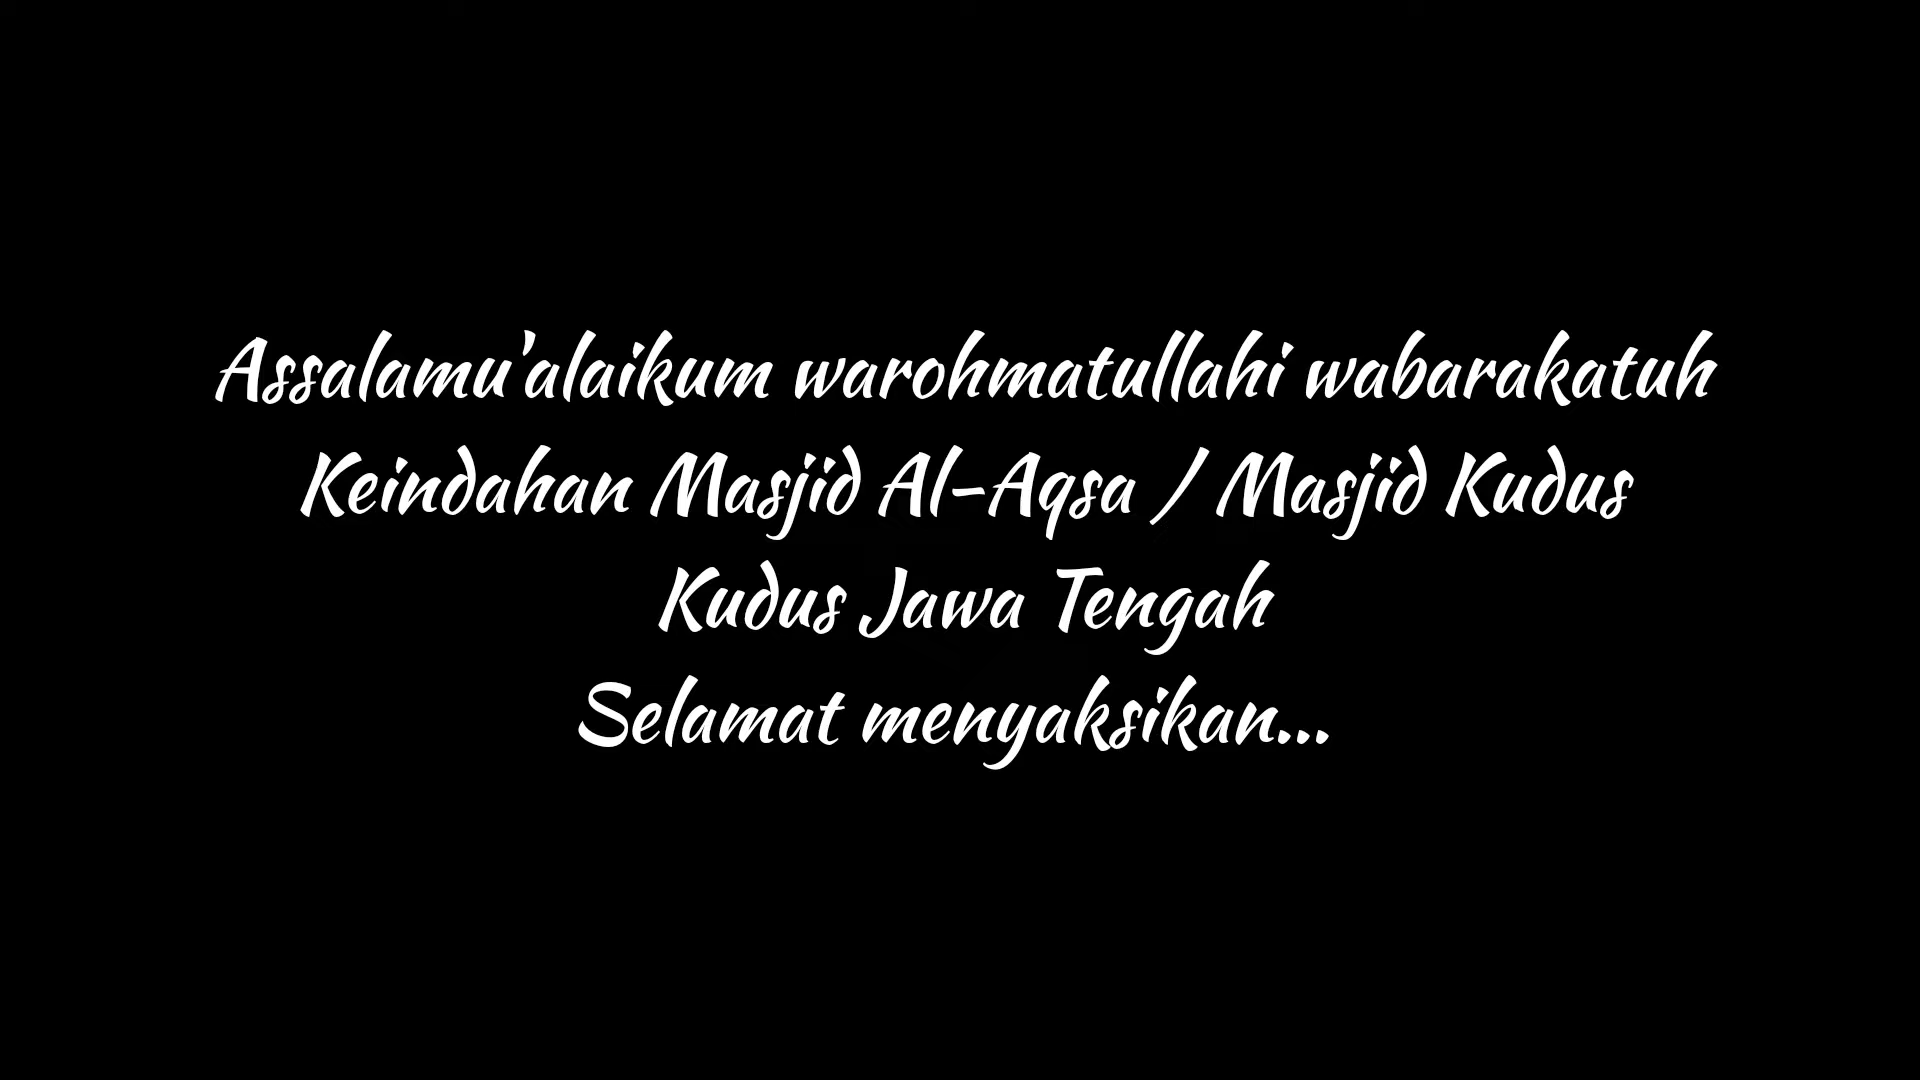 Assalamu'alaikum warohmatullahi wabarakatuh
Keindahan Masjid Al-Aqsa / Masjid Kudus
Kudus Jawa Tengah
Selamat menyaksikan...